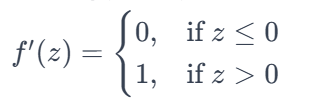 f'(z) = { 0, if z ≤ 0
1, if z > 0